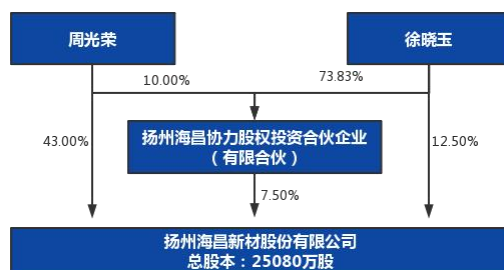 周光荣
徐晓玉
10.00%
73.83%
43.00%
扬州海昌协力股权投资合伙企业
（有限合伙）
12.50%
7.50%
扬州海昌新材股份有限公司
总股本：25080万股